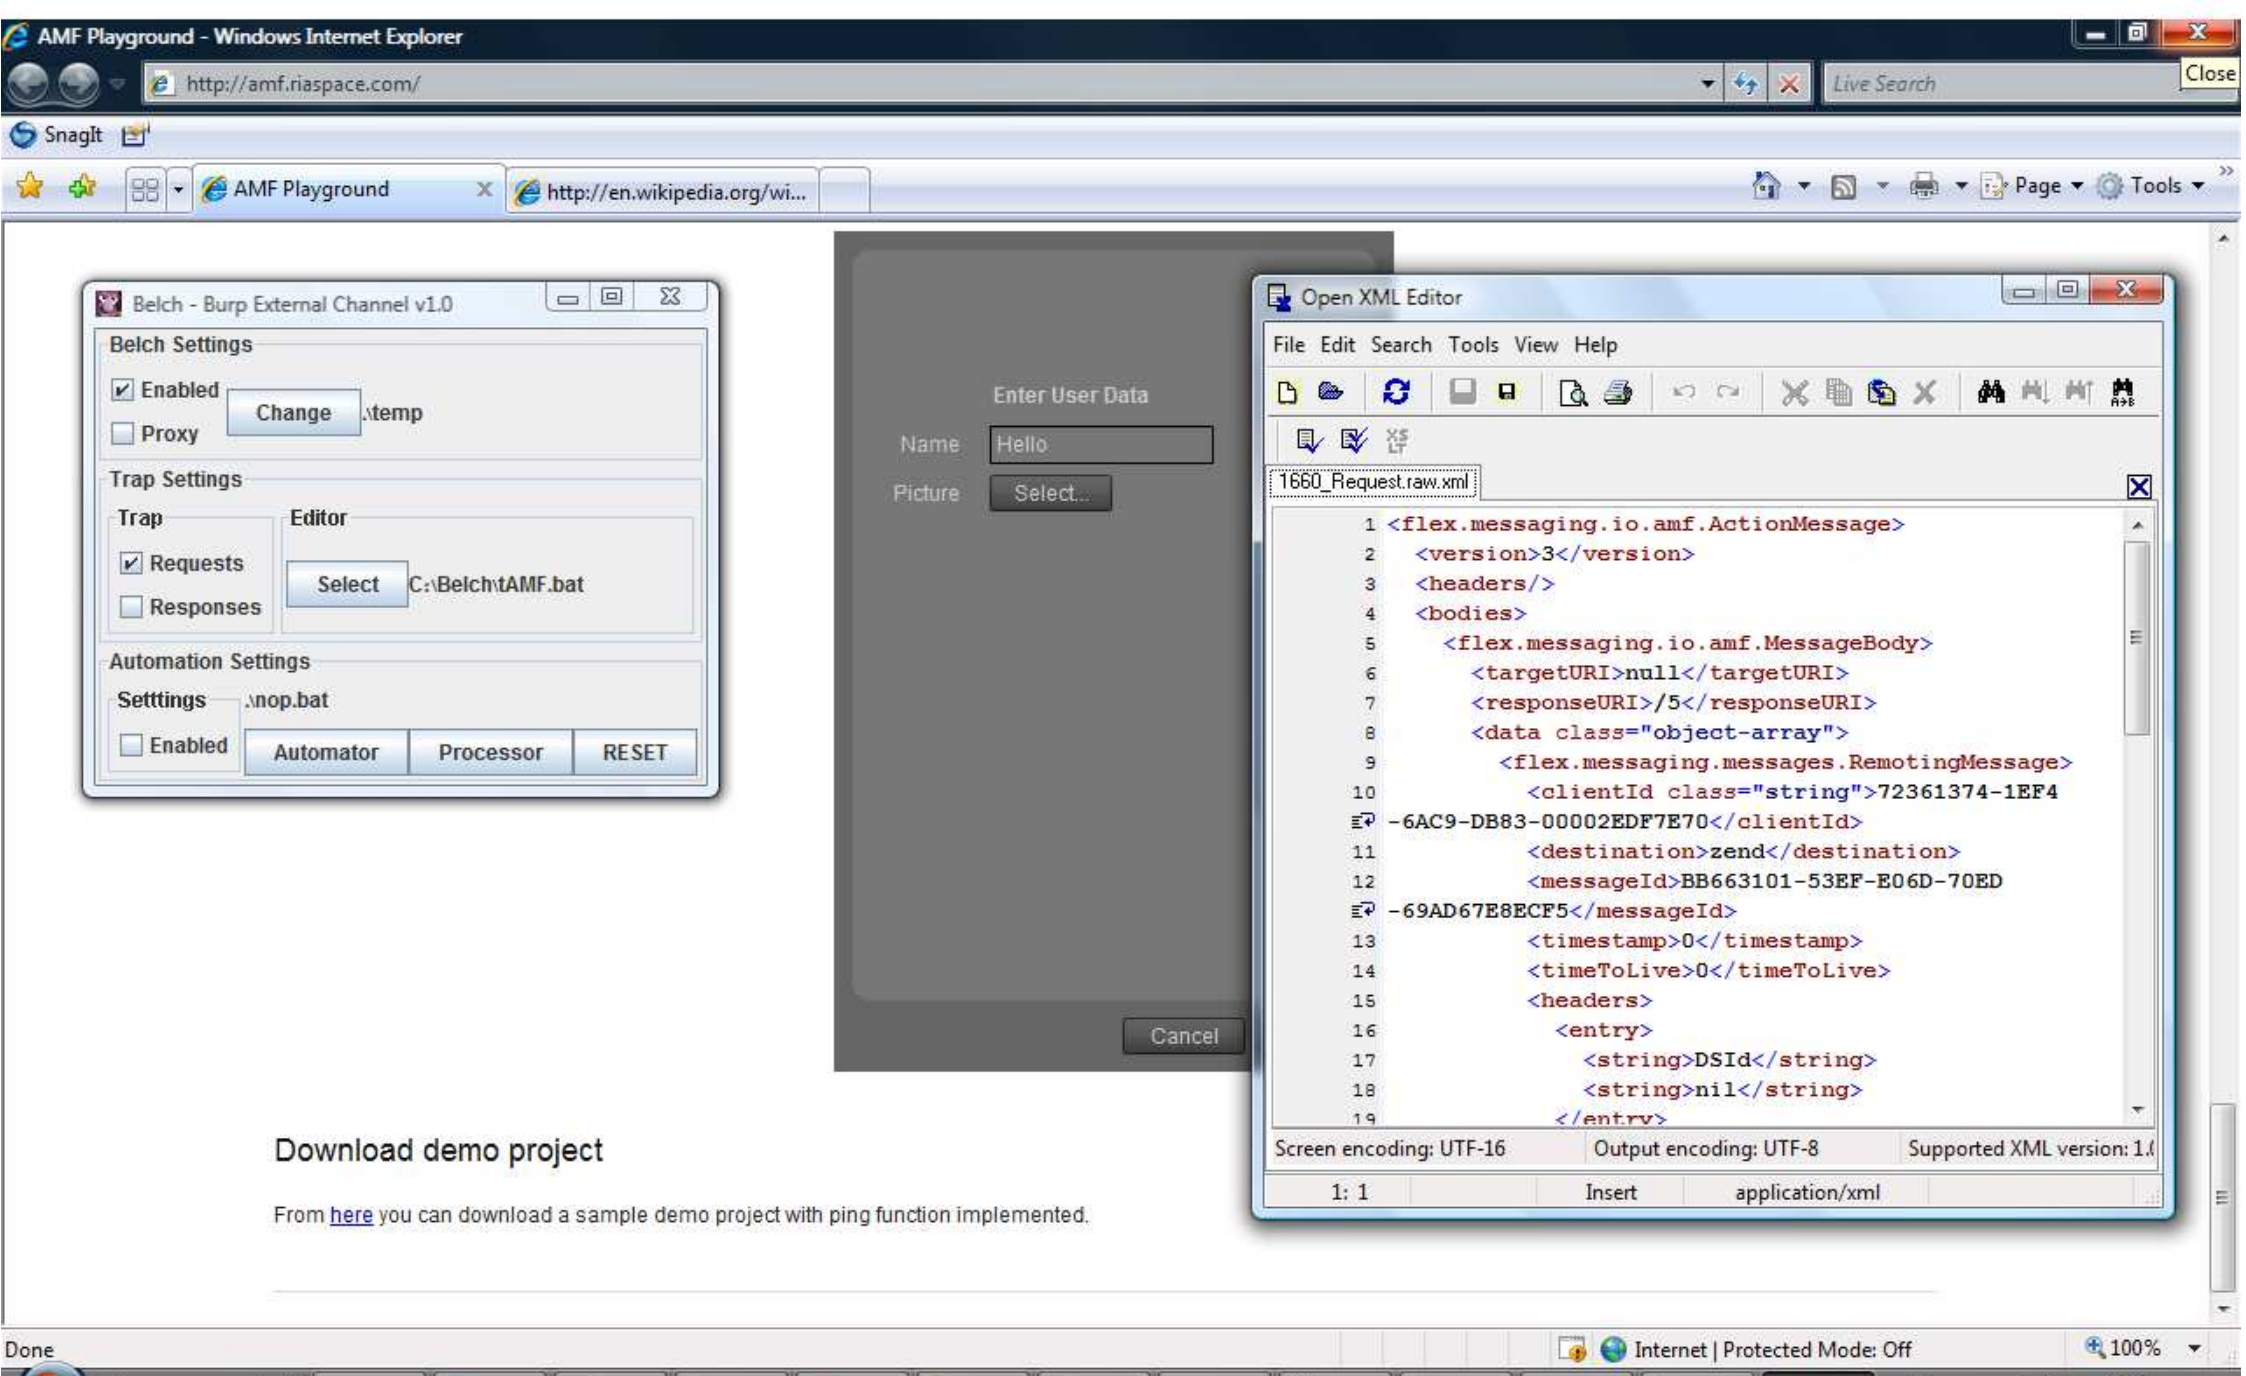 AMF Playground - Windows Internet Explorer
http://amf.riaspace.com/
Live Search
Close
SnagIt
AMF Playground
http://en.wikipedia.org/wi...
Page
Tools
Belch - Burp External Channel v1.0
Belch Settings
Enabled
Change
.\temp
Proxy
Trap Settings
Trap
Editor
Requests
Select
C:\Belch\tAMF.bat
Responses
Automation Settings
Setttings
.\nop.bat
Enabled
Automator
Processor
RESET
Enter User Data
Name
Hello
Picture
Select...
Cancel
Open XML Editor
File Edit Search Tools View Help
XS
LT
A→B
1660_Request.raw.xml
1 <flex.messaging.io.amf.ActionMessage>
2 <version>3</version>
3 <headers/>
4 <bodies>
5 <flex.messaging.io.amf.MessageBody>
6 <targetURI>null</targetURI>
7 <responseURI>/5</responseURI>
8 <data class="object-array">
9 <flex.messaging.messages.RemotingMessage>
10 <clientId class="string">72361374-1EF4
-6AC9-DB83-00002EDF7E70</clientId>
11 <destination>zend</destination>
12 <messageId>BB663101-53EF-E06D-70ED
-69AD67E8ECF5</messageId>
13 <timestamp>0</timestamp>
14 <timeToLive>0</timeToLive>
15 <headers>
16 <entry>
17 <string>DSId</string>
18 <string>nil</string>
19 </entry>
Screen encoding: UTF-16
Output encoding: UTF-8
Supported XML version: 1.0
1: 1
Insert
application/xml
Download demo project
From here you can download a sample demo project with ping function implemented.
Done
Internet | Protected Mode: Off
100%